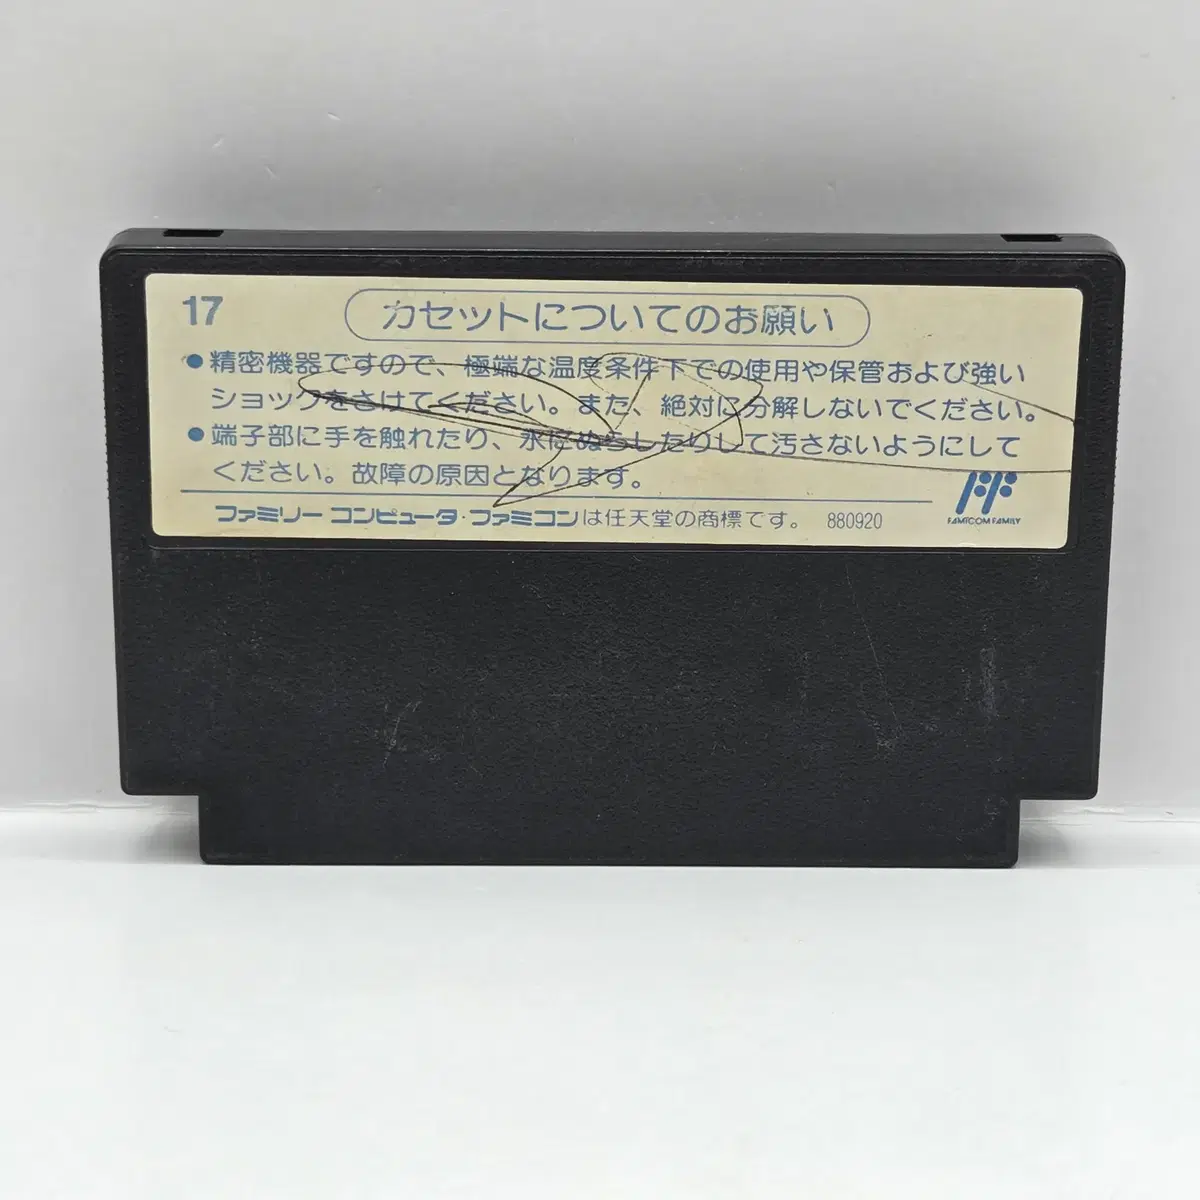 17
カセットについてのお願い
●精密機器ですので、極端な温度条件下での使用や保管および強い
ショックをさけてください。また、絶対に分解しないでください。
●端子部に手を触れたり、水にぬらしたりして汚さないようにして
ください。故障の原因となります。
ファミリー コンピュータ・ファミコンは任天堂の商標です。 880920
FAMICOM FAMILY